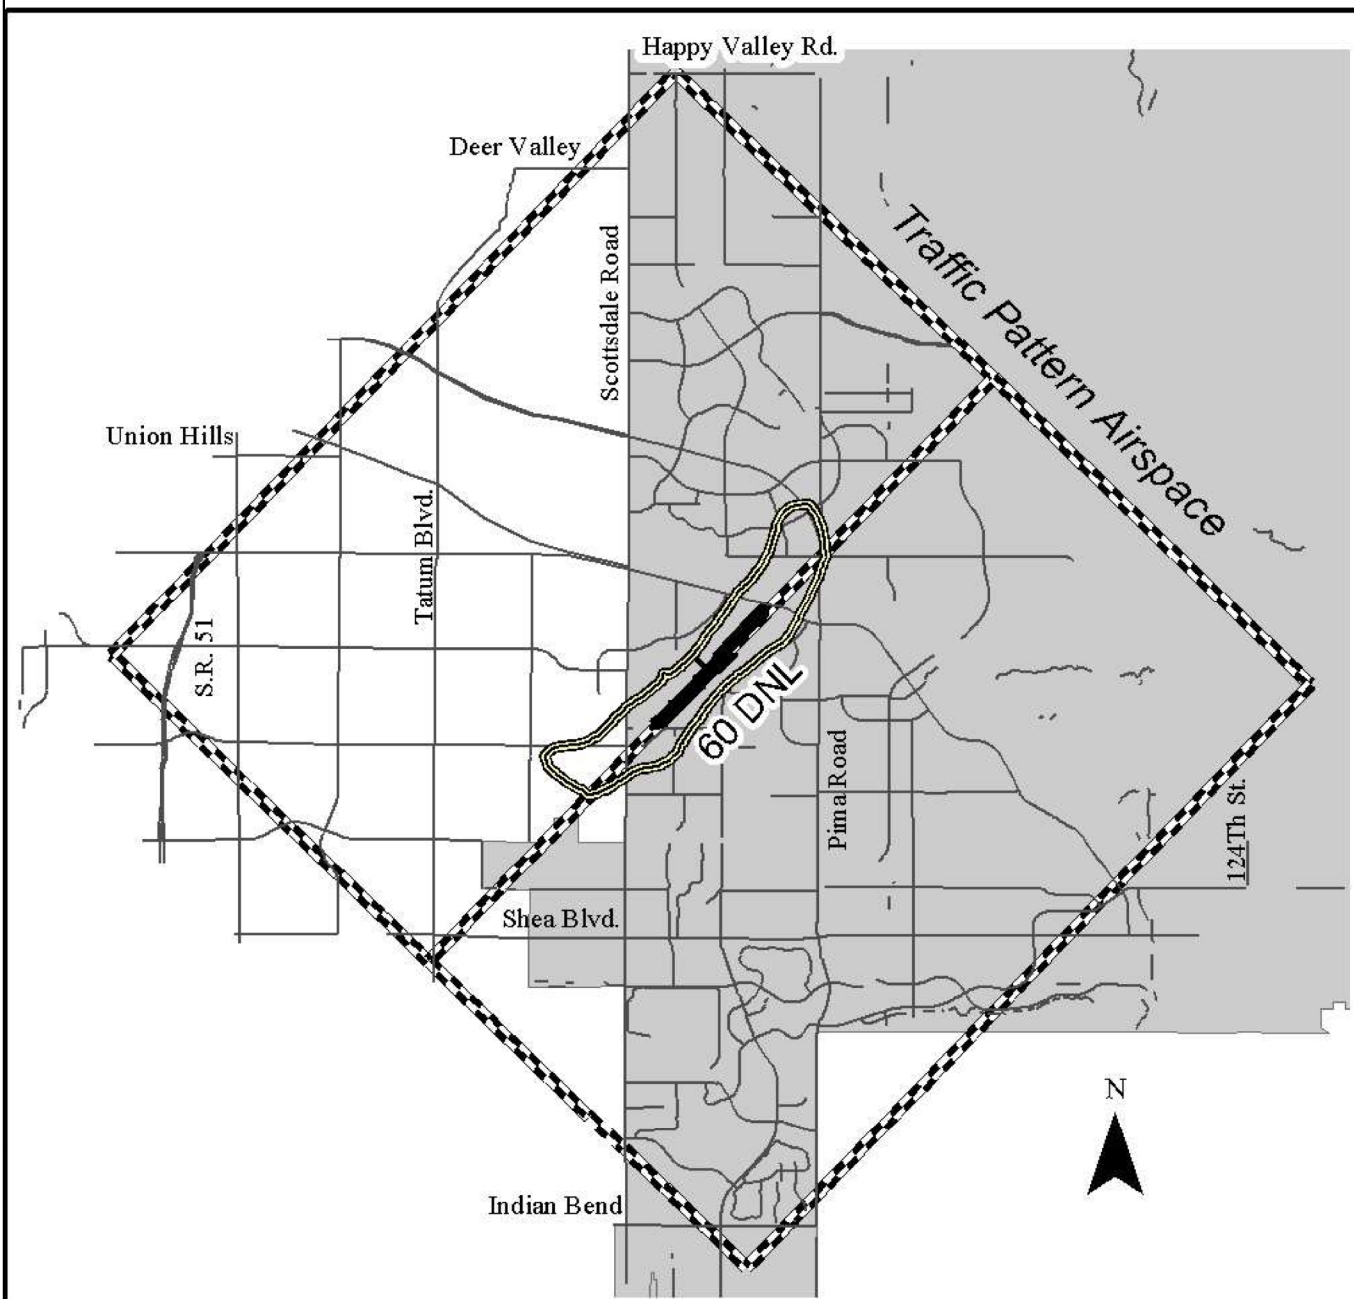 Happy Valley Rd.
Deer Valley
Scottsdale Road
Traffic Pattern Airspace
Union Hills
Tatum Blvd.
S.R. 51
60 DNL
Pima Road
124Th St.
Shea Blvd.
N
Indian Bend